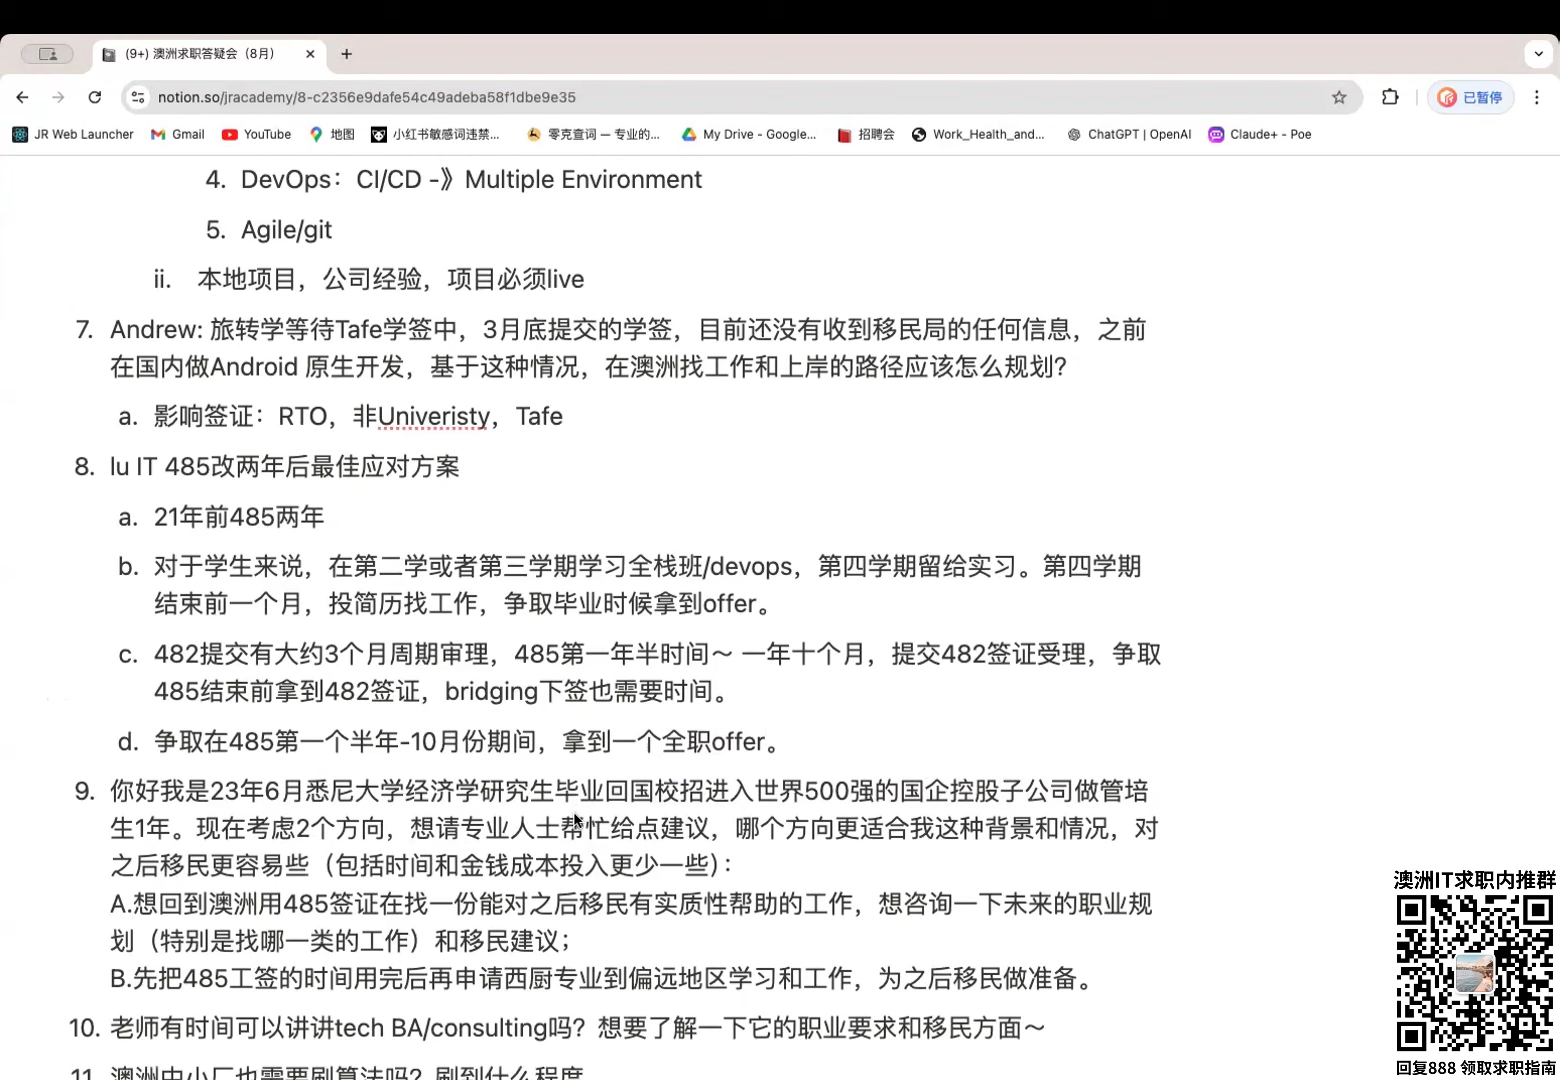 (9+) 澳洲求职答疑会（8月）
notion.so/jracademy/8-c2356e9dafe54c49adeba58f1dbe9e35
已暂停
JR Web Launcher Gmail YouTube 地图 小红书敏感词违禁... 零克查词 — 专业的... My Drive - Google... 招聘会 Work_Health_and... ChatGPT | OpenAI Claude+ - Poe
4. DevOps：CI/CD -》Multiple Environment
5. Agile/git
ii. 本地项目，公司经验，项目必须live
7. Andrew: 旅转学等待Tafe学签中，3月底提交的学签，目前还没有收到移民局的任何信息，之前
在国内做Android 原生开发，基于这种情况，在澳洲找工作和上岸的路径应该怎么规划?
a. 影响签证：RTO，非Univeristy，Tafe
8. lu IT 485改两年后最佳应对方案
a. 21年前485两年
b. 对于学生来说，在第二学或者第三学期学习全栈班/devops，第四学期留给实习。第四学期
结束前一个月，投简历找工作，争取毕业时候拿到offer。
c. 482提交有大约3个月周期审理，485第一年半时间～ 一年十个月，提交482签证受理，争取
485结束前拿到482签证，bridging下签也需要时间。
d. 争取在485第一个半年-10月份期间，拿到一个全职offer。
9. 你好我是23年6月悉尼大学经济学研究生毕业回国校招进入世界500强的国企控股子公司做管培
生1年。现在考虑2个方向，想请专业人士帮忙给点建议，哪个方向更适合我这种背景和情况，对
之后移民更容易些（包括时间和金钱成本投入更少一些）：
A.想回到澳洲用485签证在找一份能对之后移民有实质性帮助的工作，想咨询一下未来的职业规
划（特别是找哪一类的工作）和移民建议；
B.先把485工签的时间用完后再申请西厨专业到偏远地区学习和工作，为之后移民做准备。
10. 老师有时间可以讲讲tech BA/consulting吗？想要了解一下它的职业要求和移民方面～
11. 澳洲中小厂也需要刷算法吗？刷到什么程度
澳洲IT求职内推群
回复888 领取求职指南